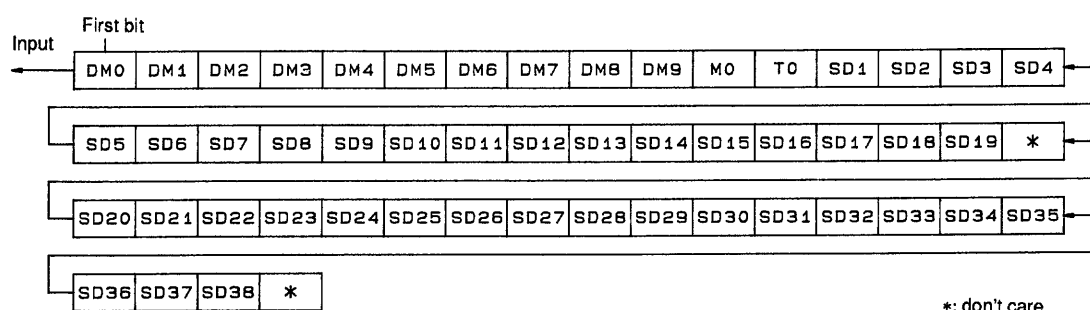 First bit
Input
DM0 DM1 DM2 DM3 DM4 DM5 DM6 DM7 DM8 DM9 M0 T0 SD1 SD2 SD3 SD4
SD5 SD6 SD7 SD8 SD9 SD10 SD11 SD12 SD13 SD14 SD15 SD16 SD17 SD18 SD19 *
SD20 SD21 SD22 SD23 SD24 SD25 SD26 SD27 SD28 SD29 SD30 SD31 SD32 SD33 SD34 SD35
SD36 SD37 SD38 *
*: don't care